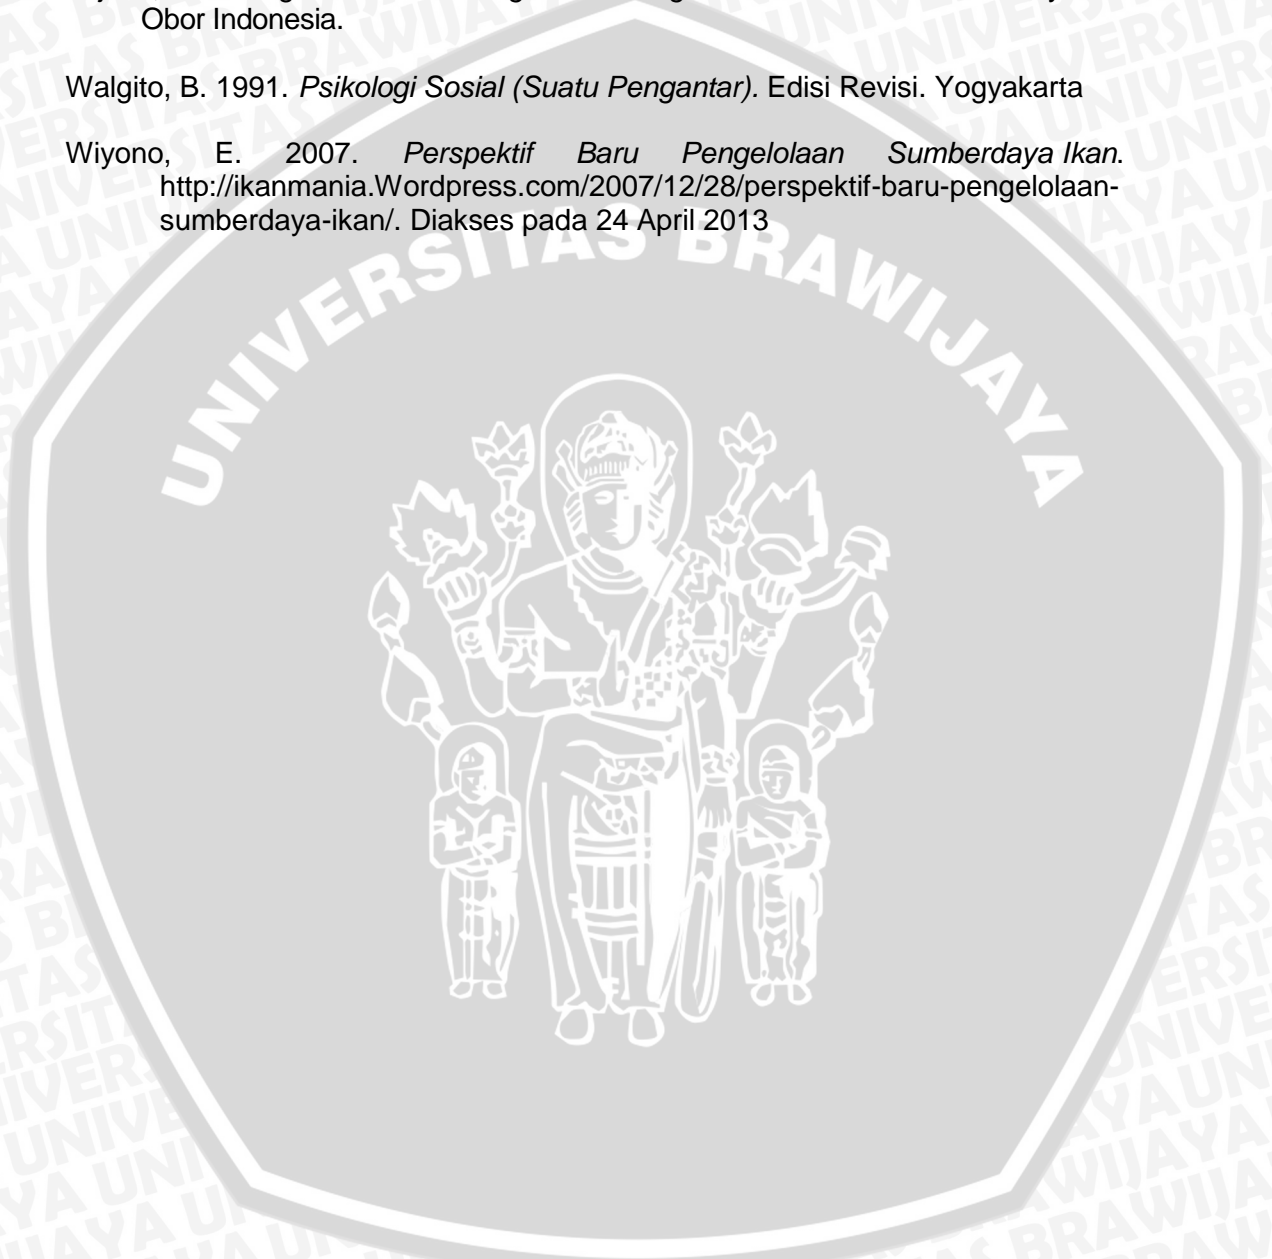 Obor Indonesia.
Walgito, B. 1991. Psikologi Sosial (Suatu Pengantar). Edisi Revisi. Yogyakarta
Wiyono, E. 2007. Perspektif Baru Pengelolaan Sumberdaya Ikan.
http://ikanmania.Wordpress.com/2007/12/28/perspektif-baru-pengelolaan-
sumberdaya-ikan/. Diakses pada 24 April 2013
UNIVERSITAS BRAWIJAYA